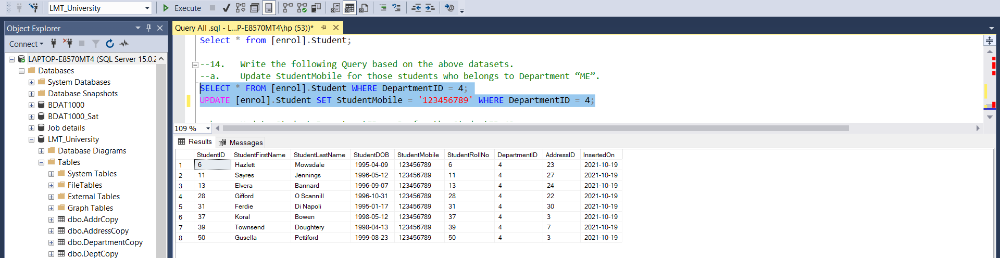 LMT_University Execute
Object Explorer
Query All .sql - L...P-E8570MT4\hp (53))*
Connect
LAPTOP-E8570MT4 (SQL Server 15.0.2
Databases
System Databases
Database Snapshots
BDAT1000
BDAT1000_Sat
Job details
LMT_University
Database Diagrams
Tables
System Tables
FileTables
External Tables
Graph Tables
dbo.AddrCopy
dbo.AddressCopy
dbo.DepartmentCopy
dbo.DeptCopy
Select * from [enrol].Student;
--14. Write the following Query based on the above datasets.
--a. Update StudentMobile for those students who belongs to Department “ME”.
SELECT * FROM [enrol].Student WHERE DepartmentID = 4;
UPDATE [enrol].Student SET StudentMobile = '123456789' WHERE DepartmentID = 4;
109 %
Results Messages
StudentID StudentFirstName StudentLastName StudentDOB StudentMobile StudentRollNo DepartmentID AddressID InsertedOn
1 6 Hazlett Mowsdale 1995-04-09 123456789 6 4 23 2021-10-19
2 11 Sayres Jennings 1996-05-12 123456789 11 4 27 2021-10-19
3 13 Elvera Bannard 1996-09-07 123456789 13 4 24 2021-10-19
4 28 Gifford O Scannill 1996-10-31 123456789 28 4 22 2021-10-19
5 31 Ferdie Di Napoli 1995-01-17 123456789 31 4 30 2021-10-19
6 37 Koral Bowen 1998-05-12 123456789 37 4 3 2021-10-19
7 39 Townsend Doughtery 1998-04-13 123456789 39 4 7 2021-10-19
8 50 Gusella Pettiford 1999-08-23 123456789 50 4 3 2021-10-19